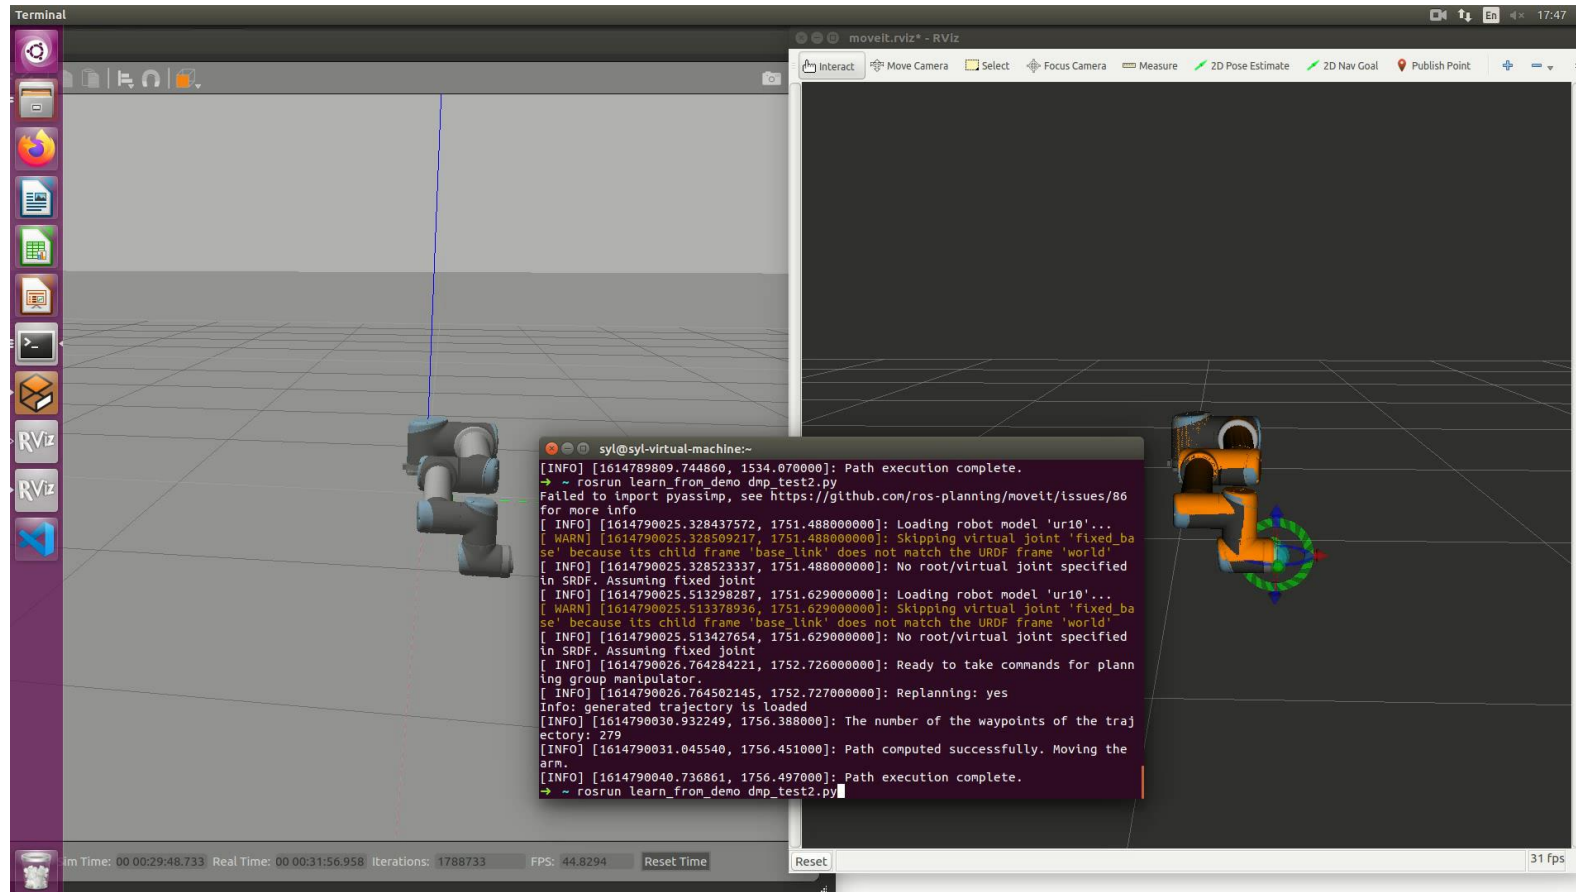 Terminal
En
17:47
moveit.rviz* - RViz
Interact
Move Camera
Select
Focus Camera
Measure
2D Pose Estimate
2D Nav Goal
Publish Point
RViz
RViz
syl@syl-virtual-machine:~
[INFO] [1614789809.744860, 1534.070000]: Path execution complete.
→ ~ rosrun learn_from_demo dmp_test2.py
Failed to import pyassimp, see https://github.com/ros-planning/moveit/issues/86
for more info
[ INFO] [1614790025.328437572, 1751.488000000]: Loading robot model 'ur10'...
[ WARN] [1614790025.328509217, 1751.488000000]: Skipping virtual joint 'fixed_ba
se' because its child frame 'base_link' does not match the URDF frame 'world'
[ INFO] [1614790025.328523337, 1751.488000000]: No root/virtual joint specified
in SRDF. Assuming fixed joint
[ INFO] [1614790025.513298287, 1751.629000000]: Loading robot model 'ur10'...
[ WARN] [1614790025.513378936, 1751.629000000]: Skipping virtual joint 'fixed_ba
se' because its child frame 'base_link' does not match the URDF frame 'world'
[ INFO] [1614790025.513427654, 1751.629000000]: No root/virtual joint specified
in SRDF. Assuming fixed joint
[ INFO] [1614790026.764284221, 1752.726000000]: Ready to take commands for plann
ing group manipulator.
[ INFO] [1614790026.764502145, 1752.727000000]: Replanning: yes
Info: generated trajectory is loaded
[INFO] [1614790030.932249, 1756.388000]: The number of the waypoints of the traj
ectory: 279
[INFO] [1614790031.045540, 1756.451000]: Path computed successfully. Moving the
arm.
[INFO] [1614790040.736861, 1756.497000]: Path execution complete.
→ ~ rosrun learn_from_demo dmp_test2.py
im Time: 00 00:29:48.733 Real Time: 00 00:31:56.958 Iterations: 1788733 FPS: 44.8294 Reset Time
Reset
31 fps